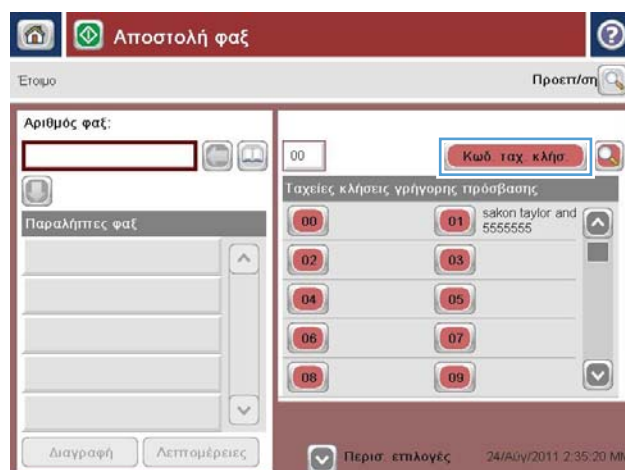 Αποστολή φαξ
Έτοιμο
Προεπ/ση
Αριθμός φαξ:
00
Κωδ. ταχ. κλήσ.
Ταχείες κλήσεις γρήγορης πρόσβασης
Παραλήπτες φαξ
00
01 sakon taylor and
5555555
02
03
04
05
06
07
08
09
Διαγραφή
Λεπτομέρειες
Περισ. επιλογές
24/Αύγ/2011 2:35:20 ΜΜ